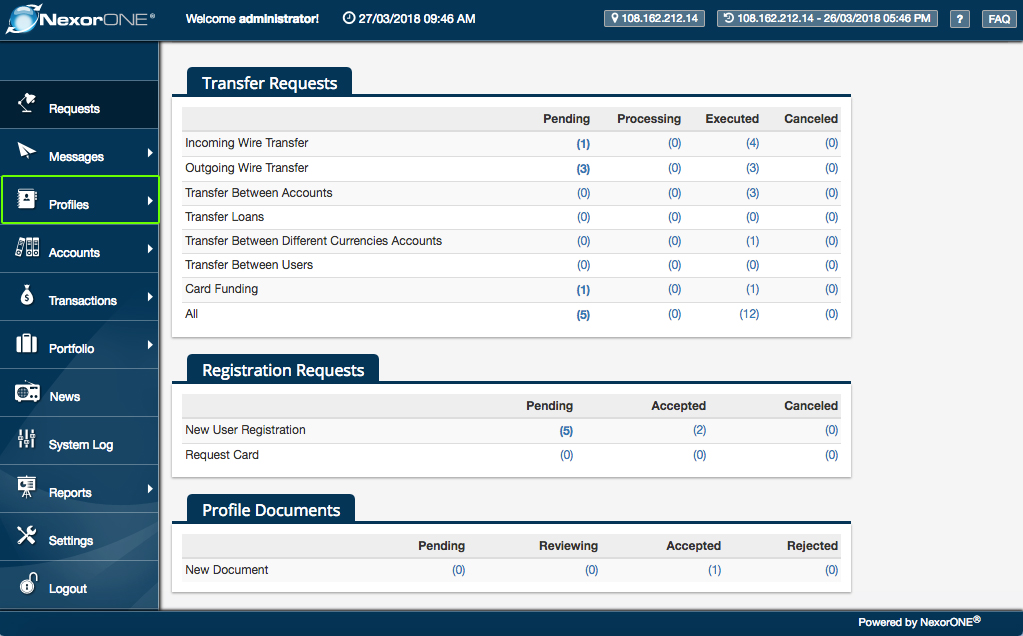 NexorONE® Welcome administrator! 27/03/2018 09:46 AM 108.162.212.14 108.162.212.14 - 26/03/2018 05:46 PM ? FAQ
Requests
Messages
Profiles
Accounts
Transactions
Portfolio
News
System Log
Reports
Settings
Logout
Transfer Requests
Pending Processing Executed Canceled
Incoming Wire Transfer (1) (0) (4) (0)
Outgoing Wire Transfer (3) (0) (3) (0)
Transfer Between Accounts (0) (0) (3) (0)
Transfer Loans (0) (0) (0) (0)
Transfer Between Different Currencies Accounts (0) (0) (1) (0)
Transfer Between Users (0) (0) (0) (0)
Card Funding (1) (0) (1) (0)
All (5) (0) (12) (0)
Registration Requests
Pending Accepted Canceled
New User Registration (5) (2) (0)
Request Card (0) (0) (0)
Profile Documents
Pending Reviewing Accepted Rejected
New Document (0) (0) (1) (0)
Powered by NexorONE®